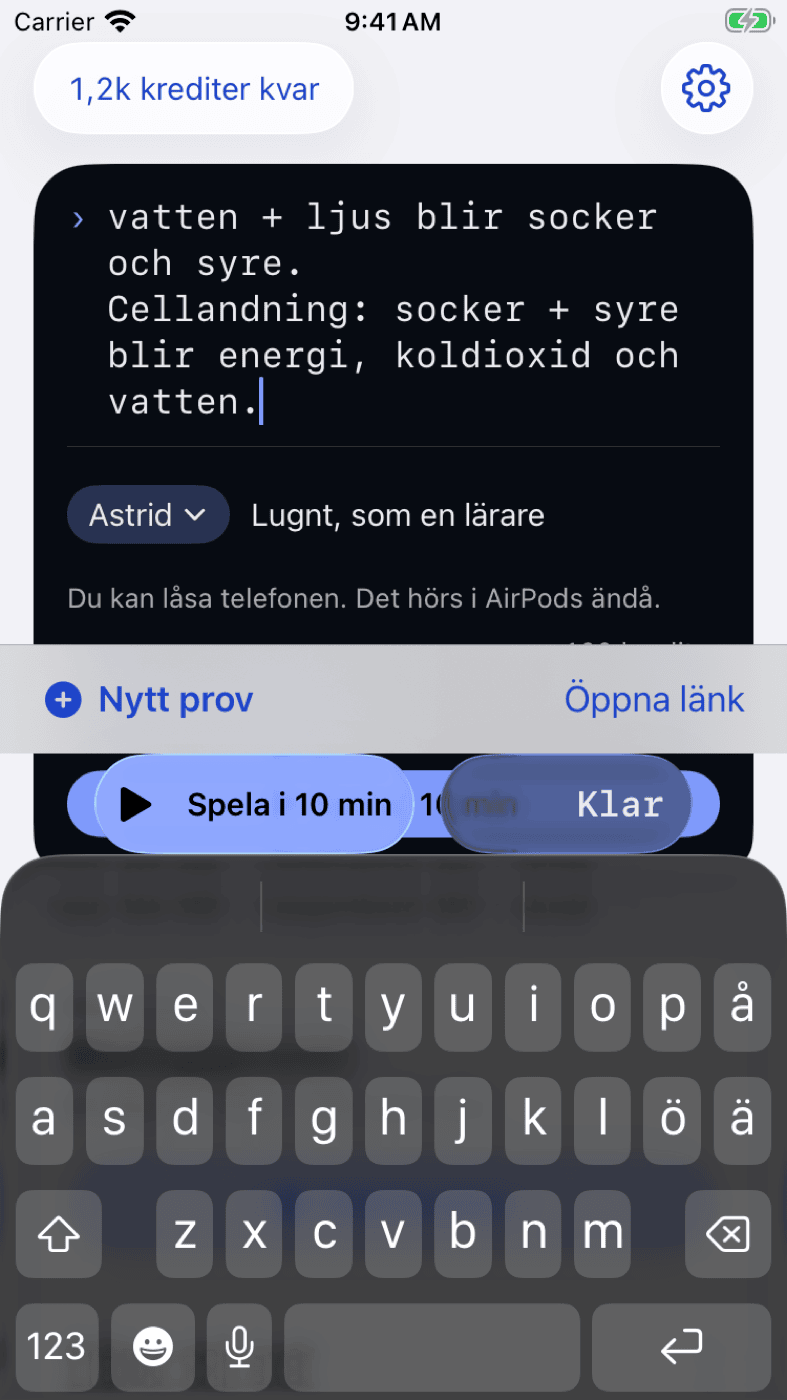 Carrier 9:41 AM
1,2k krediter kvar
› vatten + ljus blir socker
och syre.
Cellandning: socker + syre
blir energi, koldioxid och
vatten.
Astrid Lugnt, som en lärare
Du kan låsa telefonen. Det hörs i AirPods ändå.
Nytt prov Öppna länk
Spela i 10 min 10 min Klar
q w e r t y u i o p å
a s d f g h j k l ö ä
z x c v b n m
123